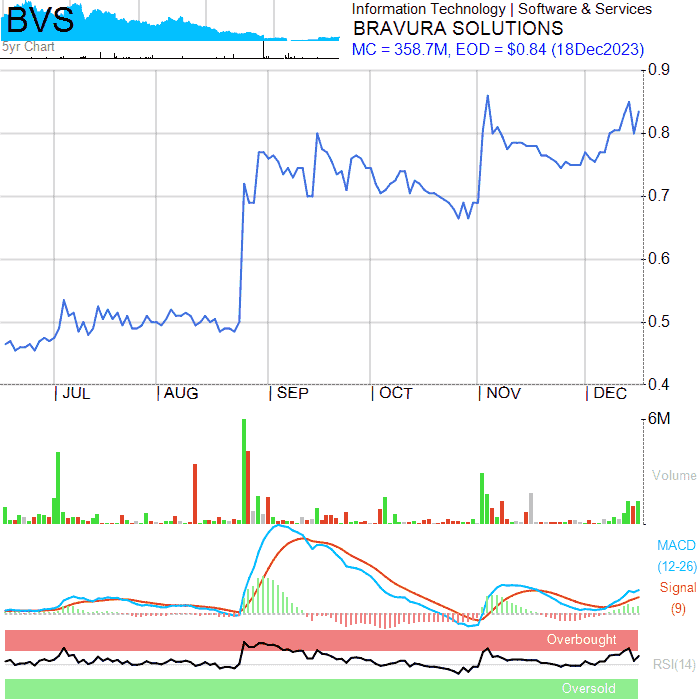 BVS
5yr Chart
Information Technology | Software & Services
BRAVURA SOLUTIONS
MC = 358.7M, EOD = $0.84 (18Dec2023)
0.9
0.8
0.7
0.6
0.5
0.4
JUL AUG SEP OCT NOV DEC
6M
Volume
MACD
(12-26)
Signal
(9)
Overbought
RSI(14)
Oversold